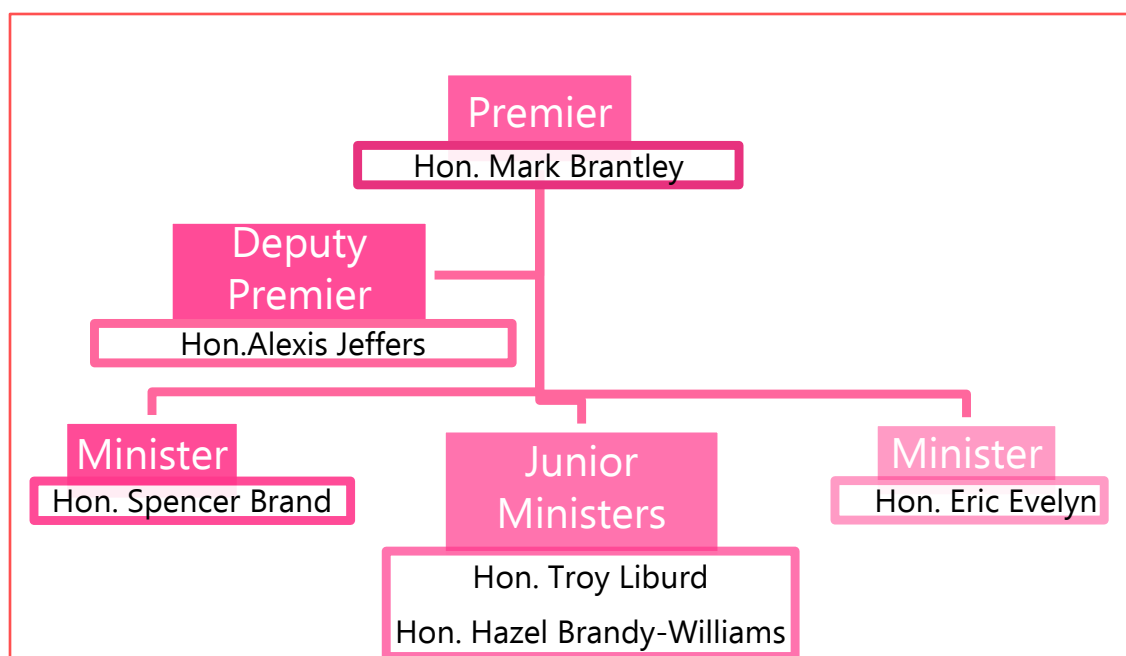 Premier
Hon. Mark Brantley
Deputy
Premier
Hon.Alexis Jeffers
Minister
Hon. Spencer Brand
Junior
Ministers
Hon. Troy Liburd
Hon. Hazel Brandy-Williams
Minister
Hon. Eric Evelyn